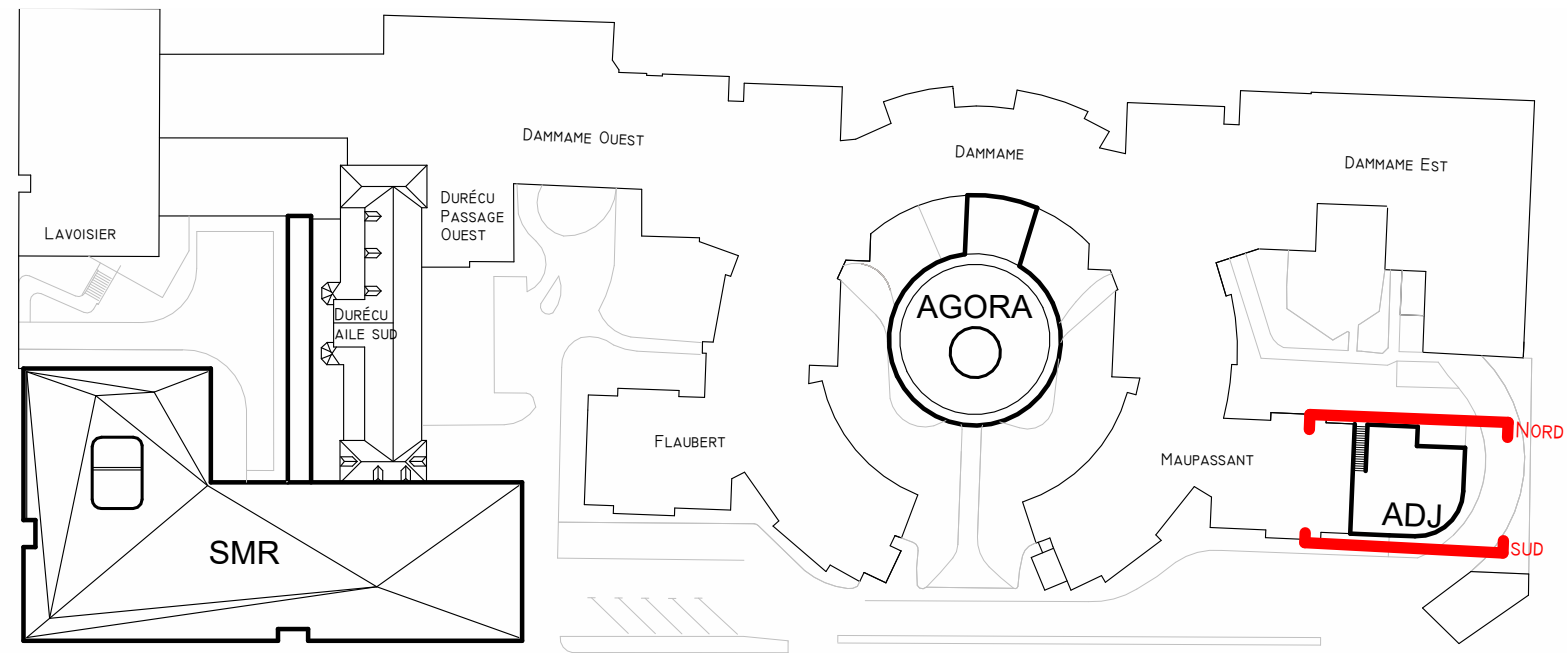 DAMMAME OUEST
DAMMAME
DAMMAME EST
DURÉCU
PASSAGE
OUEST
LAVOISIER
AGORA
DURÉCU
AILE SUD
FLAUBERT
MAUPASSANT
NORD
ADJ
SUD
SMR